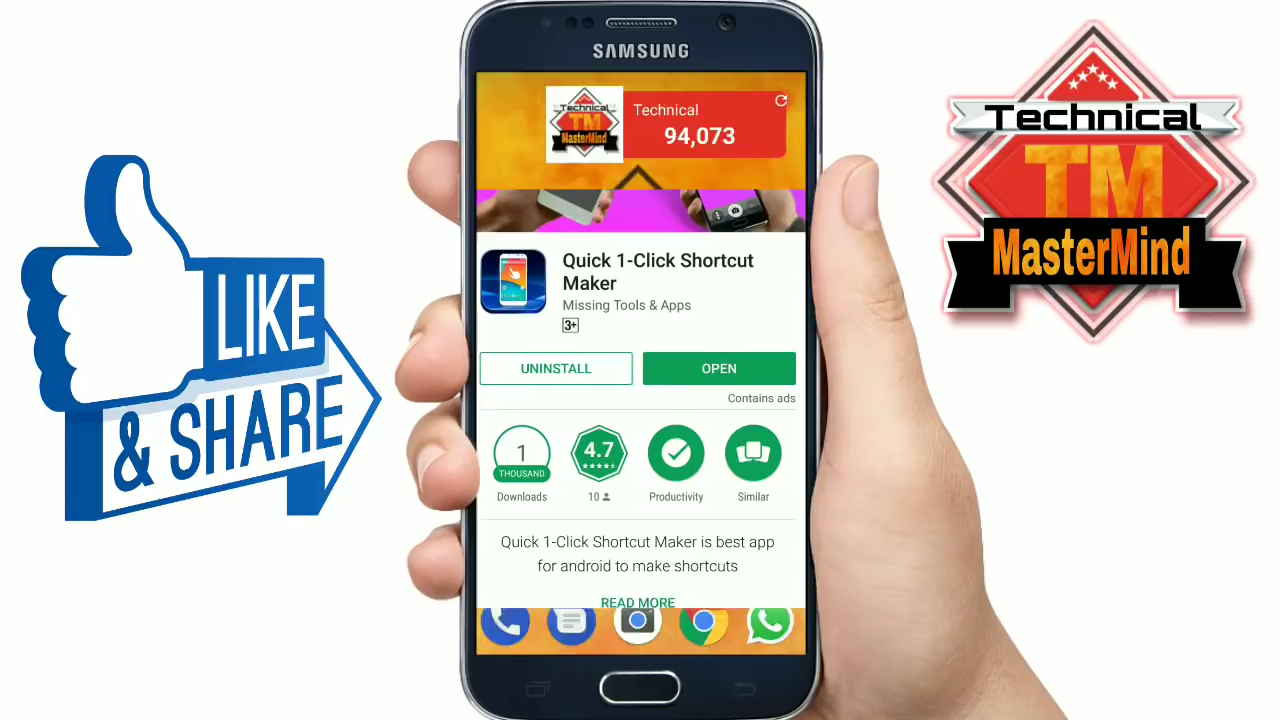 SAMSUNG
Technical
TM
MasterMind
Technical
94,073
Quick 1-Click Shortcut
Maker
Missing Tools & Apps
3+
UNINSTALL
OPEN
Contains ads
1
THOUSAND
Downloads
4.7
10
Productivity
Similar
Quick 1-Click Shortcut Maker is best app
for android to make shortcuts
READ MORE
LIKE
& SHARE
Technical
TM
MasterMind